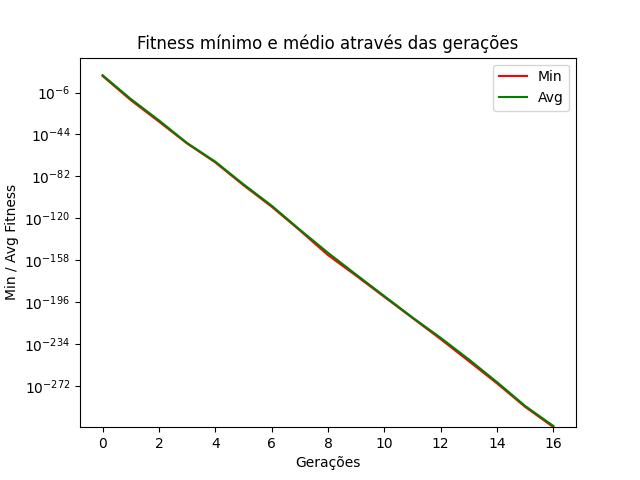 Fitness mínimo e médio através das gerações
Min
Avg
Min / Avg Fitness
10⁻⁶
10⁻⁴⁴
10⁻⁸²
10⁻¹²⁰
10⁻¹⁵⁸
10⁻¹⁹⁶
10⁻²³⁴
10⁻²⁷²
0 2 4 6 8 10 12 14 16
Gerações